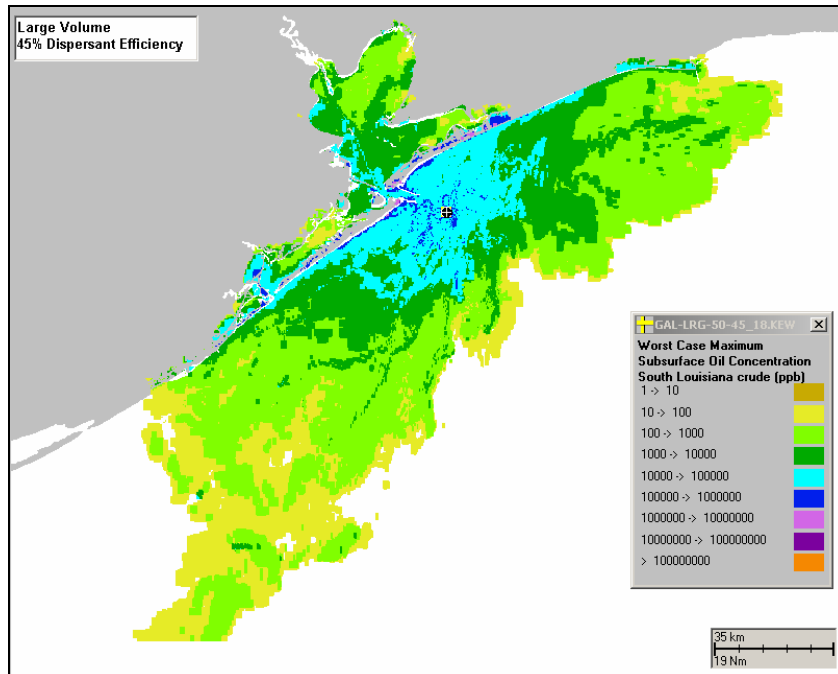 Large Volume
45% Dispersant Efficiency
GAL-LRG-50-45_18.KEW
Worst Case Maximum
Subsurface Oil Concentration
South Louisiana crude (ppb)
1 -> 10
10 -> 100
100 -> 1000
1000 -> 10000
10000 -> 100000
100000 -> 1000000
1000000 -> 10000000
10000000 -> 100000000
> 100000000
35 km
19 Nm